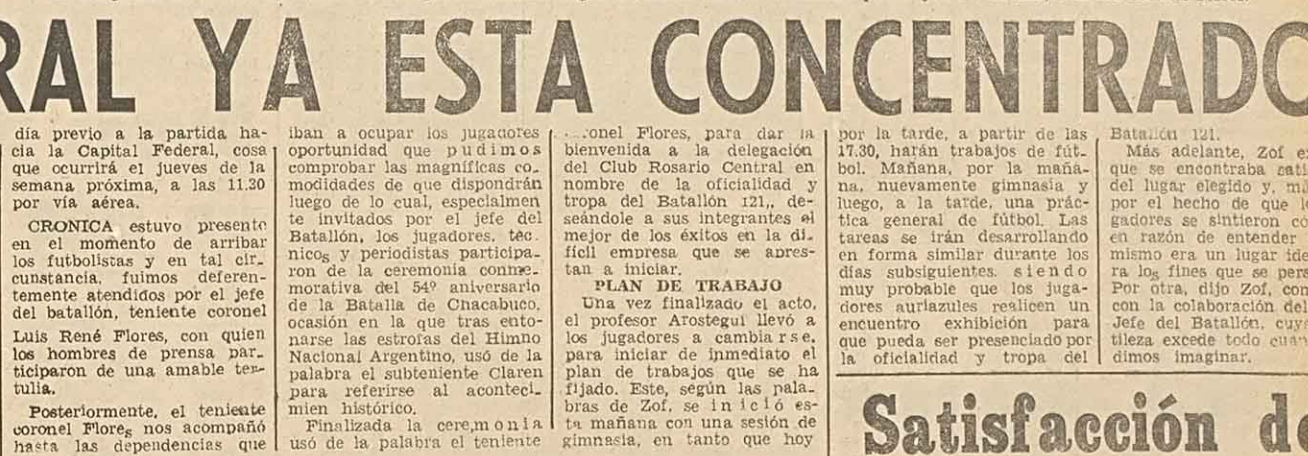 RAL YA ESTA CONCENTRADO
día previo a la partida ha-
cia la Capital Federal, cosa
que ocurrirá el jueves de la
semana próxima, a las 11.30
por vía aérea.
CRONICA estuvo presente
en el momento de arribar
los futbolistas y en tal cir_
cunstancia, fuimos deferen-
temente atendidos por el jefe
del batallón, teniente coronel
Luis René Flores, con quien
los hombres de prensa par_
ticiparon de una amable ter-
tulia.
Posteriormente, el teniente
coronel Flores nos acompañó
hasta las dependencias que
iban a ocupar los jugadores
oportunidad que pudimos
comprobar las magníficas co_
modidades de que dispondrán
luego de lo cual, especialmen
te invitados por el jefe del
Batallón, los jugadores, téc.
nicos y periodistas participa-
ron de la ceremonia conme_
morativa del 54º aniversario
de la Batalla de Chacabuco,
ocasión en la que tras ento-
narse las estrofas del Himno
Nacional Argentino, usó de la
palabra el subteniente Claren
para referirse al aconteci_
mien histórico.
Finalizada la cere,monia
usó de la palabra el teniente
onel Flores, para dar la
bienvenida a la delegación
del Club Rosario Central en
nombre de la oficialidad y
tropa del Batallón 121,, de-
seándole a sus integrantes el
mejor de los éxitos en la di_
fícil empresa que se apres-
tan a iniciar.
PLAN DE TRABAJO
Una vez finalizado el acto,
el profesor Arostegui llevó a
los jugadores a cambiarse,
para iniciar de inmediato el
plan de trabajos que se ha
fijado. Este, según las pala_
bras de Zof, se inició es-
ta mañana con una sesión de
gimnasia, en tanto que hoy
por la tarde, a partir de las
17.30, harán trabajos de fút_
bol. Mañana, por la maña-
na, nuevamente gimnasia y
luego, a la tarde, una prác-
tica general de fútbol. Las
tareas se irán desarrollando
en forma similar durante los
días subsiguientes, siendo
muy probable que los juga-
dores auriazules realicen un
encuentro exhibición para
que pueda ser presenciado por
la oficialidad y tropa del
Batallón 121.
Más adelante, Zof e
que se encontraba sati
del lugar elegido y, m
por el hecho de que l
gadores se sintieron co
en razón de entender
mismo era un lugar ide
ra los fines que se pers
Por otra, dijo Zof, con
con la colaboración del
Jefe del Batallón, cuya
tileza excede todo cuan
dimos imaginar.
Satisfacción de